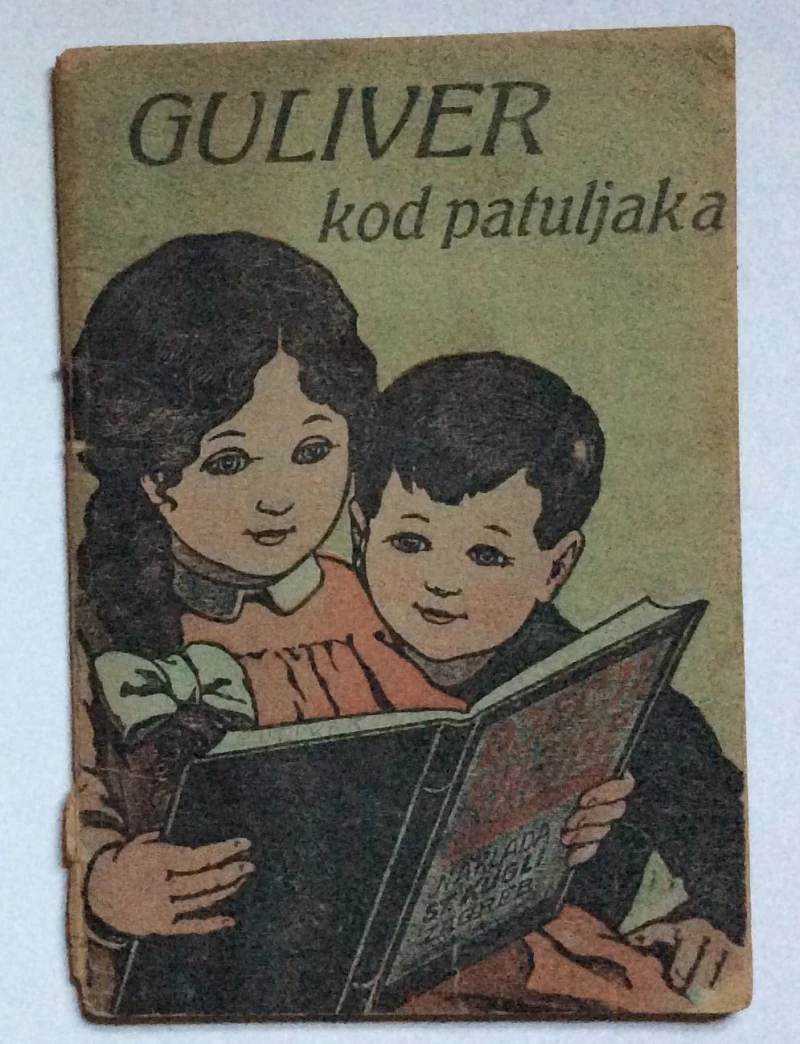 GULIVER
kod patuljaka
NAKLADA
ST. KUGLI
ZAGREB